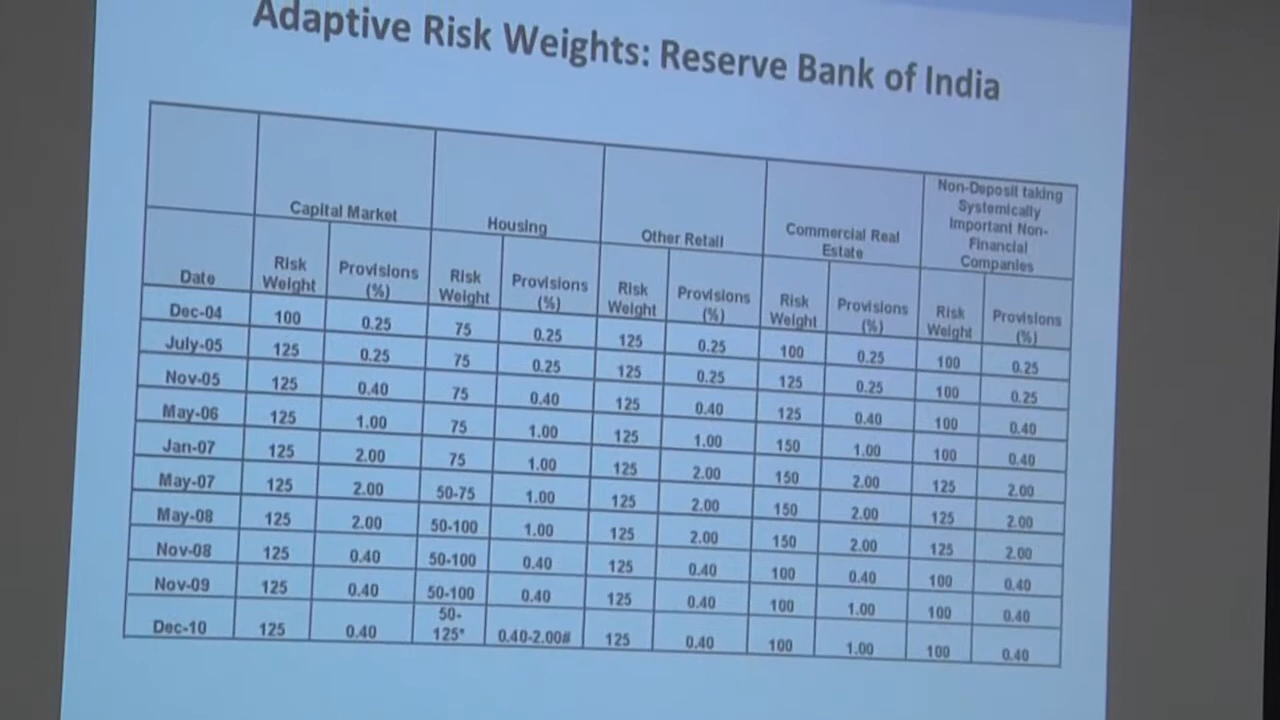 Adaptive Risk Weights: Reserve Bank of India
Capital Market Housing Other Retail Commercial Real Estate Non-Deposit taking Systemically Important Non-Financial Companies
Date Risk Weight Provisions (%) Risk Weight Provisions (%) Risk Weight Provisions (%) Risk Weight Provisions (%) Risk Weight Provisions (%)
Dec-04 100 0.25 75 0.25 125 0.25 100 0.25 100 0.25
July-05 125 0.25 75 0.25 125 0.25 125 0.25 100 0.25
Nov-05 125 0.40 75 0.40 125 0.40 125 0.40 100 0.40
May-06 125 1.00 75 1.00 125 1.00 150 1.00 100 0.40
Jan-07 125 2.00 75 1.00 125 2.00 150 2.00 125 2.00
May-07 125 2.00 50-75 1.00 125 2.00 150 2.00 125 2.00
May-08 125 2.00 50-100 1.00 125 2.00 150 2.00 125 2.00
Nov-08 125 0.40 50-100 0.40 125 0.40 100 0.40 100 0.40
Nov-09 125 0.40 50-100 0.40 125 0.40 100 1.00 100 0.40
Dec-10 125 0.40 50-125* 0.40-2.00# 125 0.40 100 1.00 100 0.40